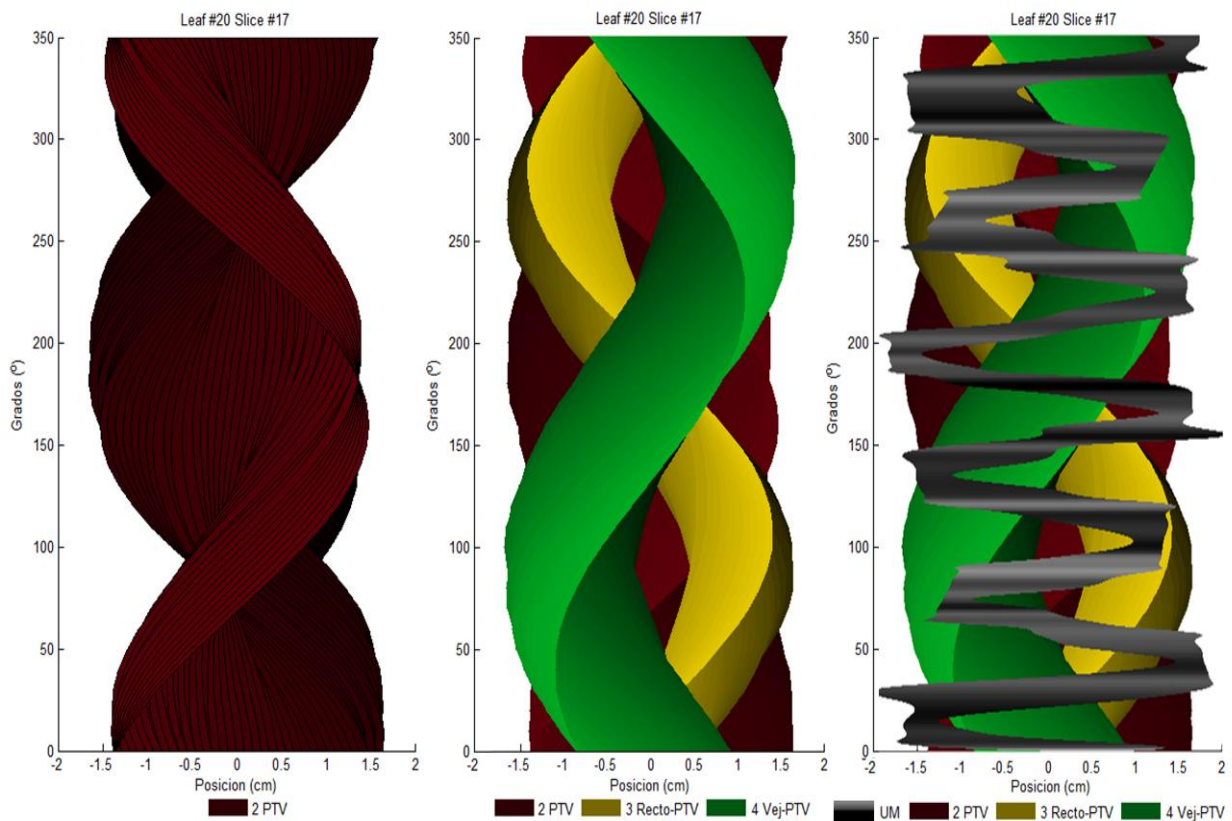 Leaf #20 Slice #17
350
300
250
200
150
100
50
0
Grados (º)
-2 -1.5 -1 -0.5 0 0.5 1 1.5 2
Posicion (cm)
2 PTV
Leaf #20 Slice #17
350
300
250
200
150
100
50
0
Grados (º)
-2 -1.5 -1 -0.5 0 0.5 1 1.5 2
Posicion (cm)
2 PTV 3 Recto-PTV 4 Vej-PTV
Leaf #20 Slice #17
350
300
250
200
150
100
50
0
Grados (º)
-2 -1.5 -1 -0.5 0 0.5 1 1.5 2
Posicion (cm)
UM 2 PTV 3 Recto-PTV 4 Vej-PTV